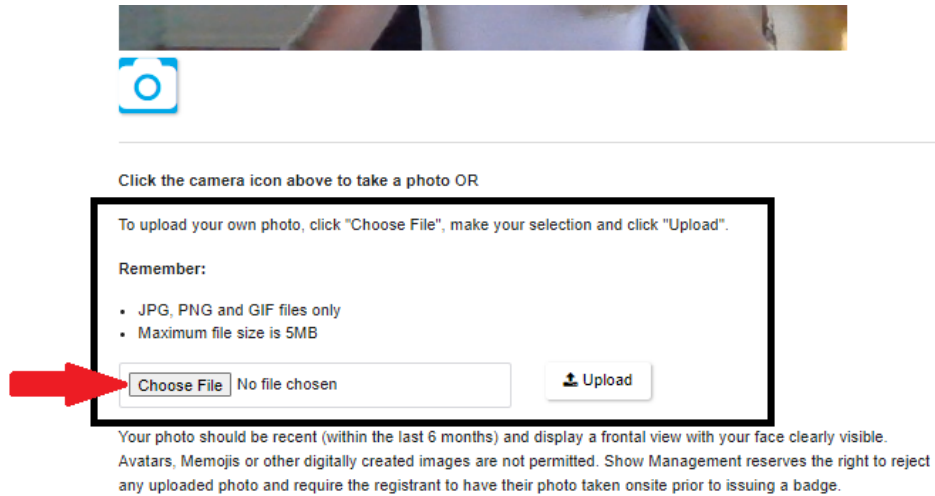 Click the camera icon above to take a photo OR
To upload your own photo, click "Choose File", make your selection and click "Upload".
Remember:
• JPG, PNG and GIF files only
• Maximum file size is 5MB
Choose File No file chosen
Upload
Your photo should be recent (within the last 6 months) and display a frontal view with your face clearly visible.
Avatars, Memojis or other digitally created images are not permitted. Show Management reserves the right to reject
any uploaded photo and require the registrant to have their photo taken onsite prior to issuing a badge.